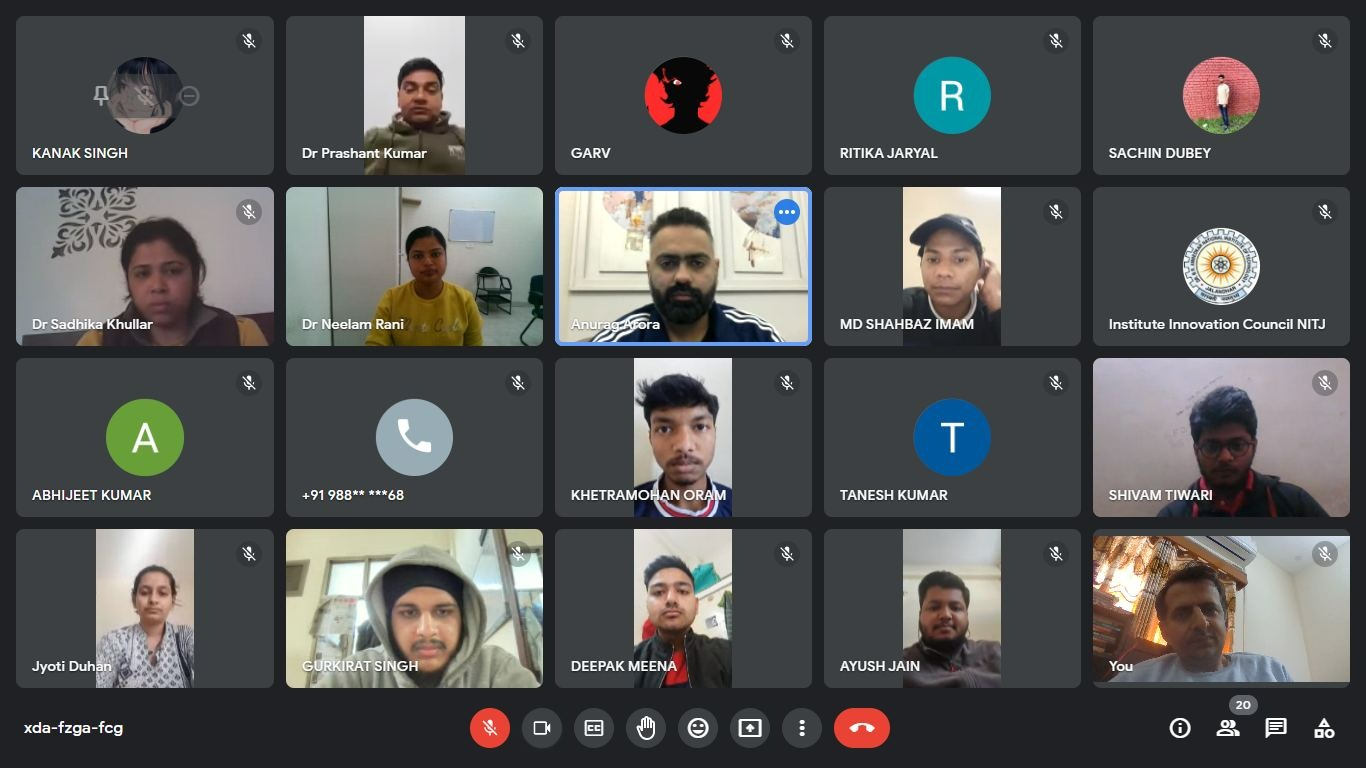 KANAK SINGH
Dr Prashant Kumar
GARV
R
RITIKA JARYAL
SACHIN DUBEY
Dr Sadhika Khullar
Dr Neelam Rani
Anurag Arora
MD SHAHBAZ IMAM
JALANDHAR
Institute Innovation Council NITJ
A
ABHIJEET KUMAR
+91 988** ***68
KHETRAMOHAN ORAM
T
TANESH KUMAR
SHIVAM TIWARI
Jyoti Duhan
GURKIRAT SINGH
DEEPAK MEENA
AYUSH JAIN
You
xda-fzga-fcg
CC
20